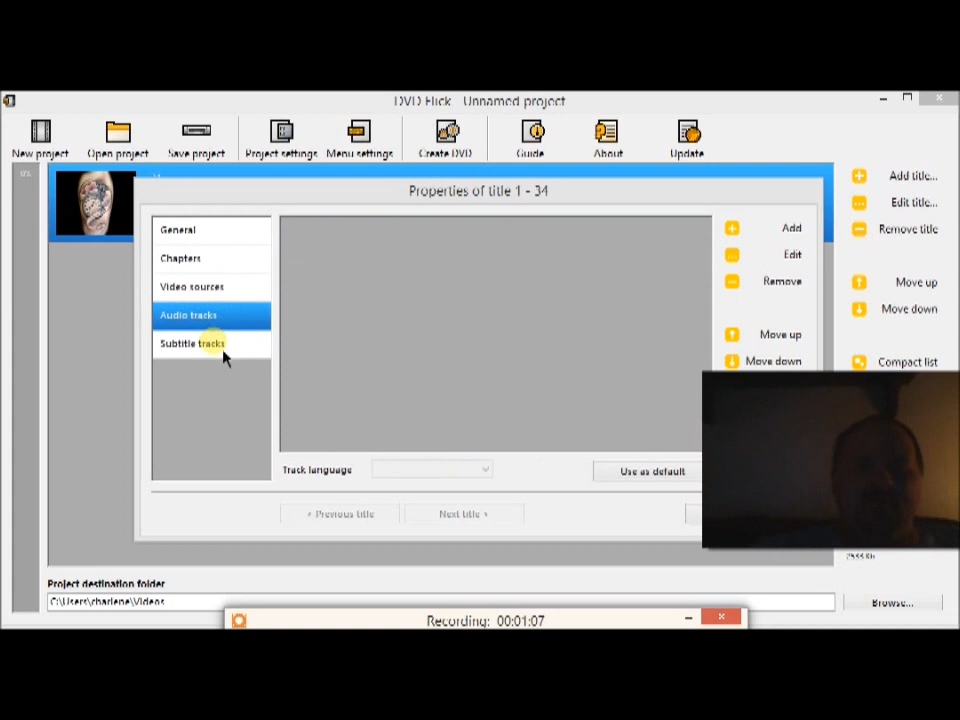 DVD Flick - Unnamed project
New project Open project Save project Project settings Menu settings Create DVD Guide About Update
Add title...
Edit title...
Remove title
Move up
Move down
Compact list
Properties of title 1 - 34
General
Chapters
Video sources
Audio tracks
Subtitle tracks
Add
Edit
Remove
Move up
Move down
Track language
Use as default
< Previous title
Next title >
Project destination folder
C:\Users\charlene\Videos
Browse...
Recording: 00:01:07